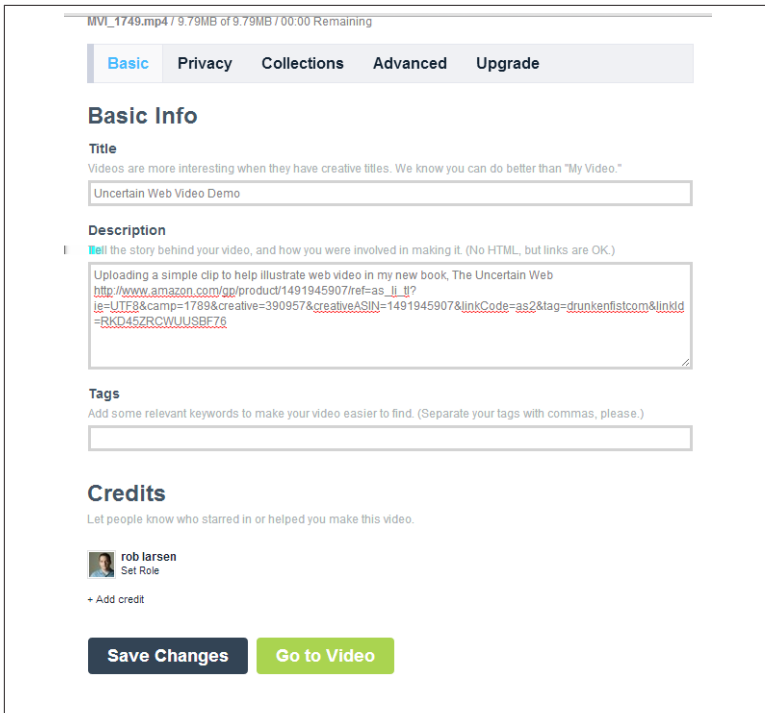 MVI_1749.mp4 / 9.79MB of 9.79MB / 00:00 Remaining
Basic Privacy Collections Advanced Upgrade
Basic Info
Title
Videos are more interesting when they have creative titles. We know you can do better than "My Video."
Uncertain Web Video Demo
Description
Tell the story behind your video, and how you were involved in making it. (No HTML, but links are OK.)
Uploading a simple clip to help illustrate web video in my new book, The Uncertain Web
http://www.amazon.com/gp/product/1491945907/ref=as_li_tl?
ie=UTF8&camp=1789&creative=390957&creativeASIN=1491945907&linkCode=as2&tag=drunkenfistcom&linkId
=RKD45ZRCWUUSBF76
Tags
Add some relevant keywords to make your video easier to find. (Separate your tags with commas, please.)
Credits
Let people know who starred in or helped you make this video.
rob larsen
Set Role
+ Add credit
Save Changes Go to Video